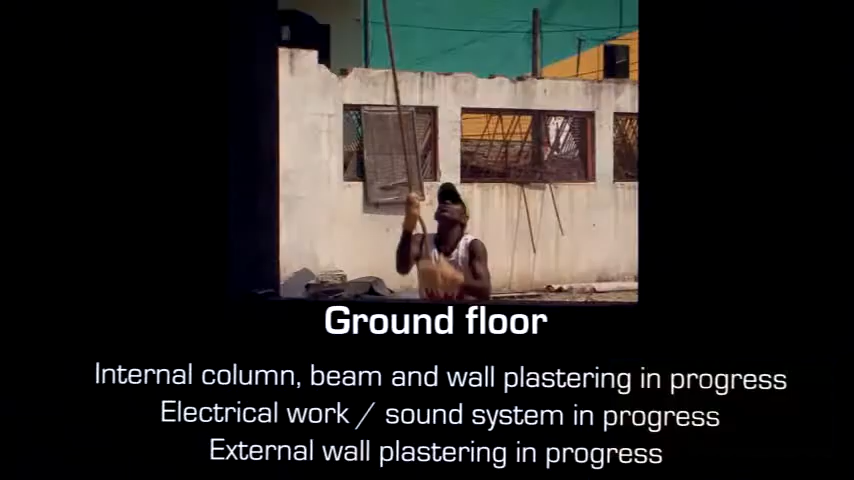 Ground floor
Internal column, beam and wall plastering in progress
Electrical work / sound system in progress
External wall plastering in progress